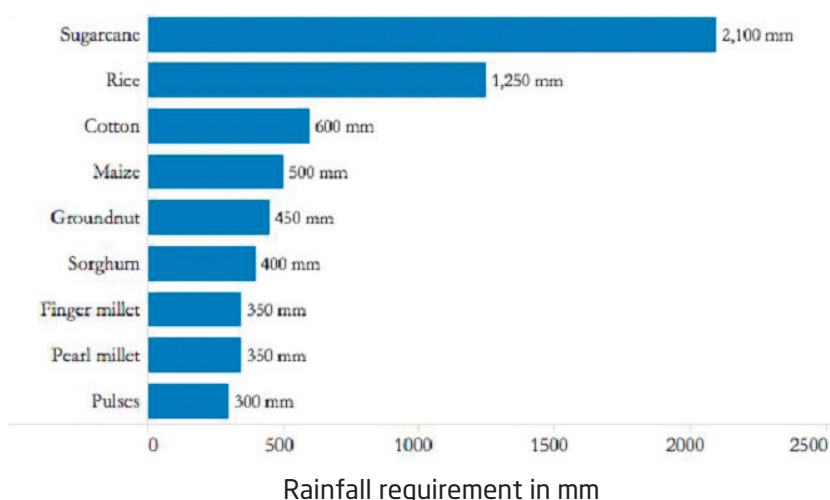 Sugarcane 2,100 mm
Rice 1,250 mm
Cotton 600 mm
Maize 500 mm
Groundnut 450 mm
Sorghum 400 mm
Finger millet 350 mm
Pearl millet 350 mm
Pulses 300 mm
0 500 1000 1500 2000 2500
Rainfall requirement in mm